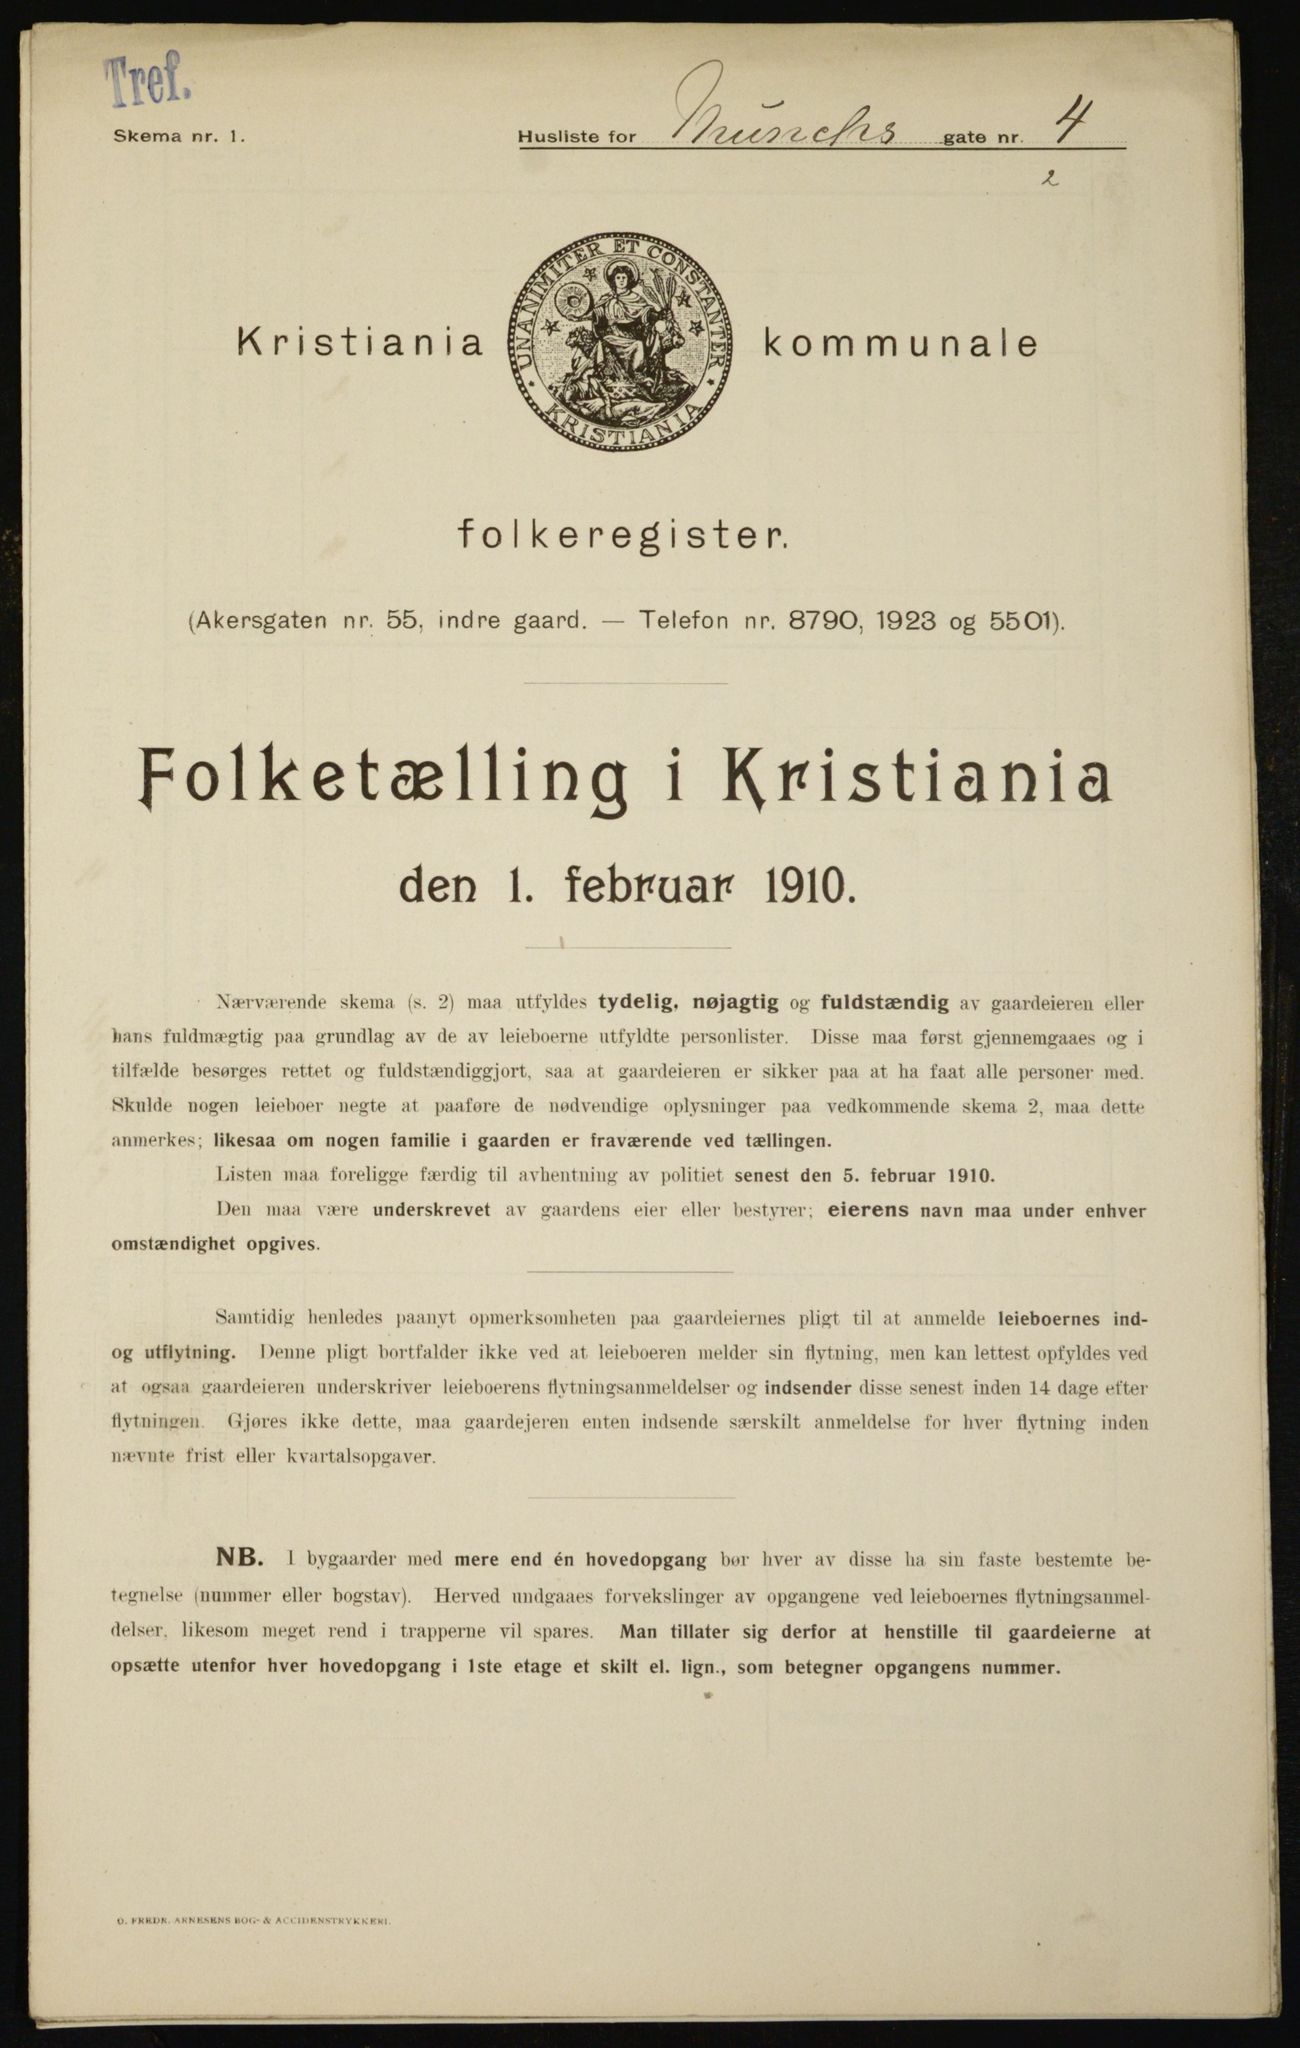 Tref.
Skema nr. 1. Husliste for Munchs gate nr. 4
2
UNANIMITER ET CONSTANTER
KRISTIANIA
Kristiania kommunale
folkeregister.
(Akersgaten nr. 55, indre gaard. — Telefon nr. 8790, 1923 og 5501).
Folketælling i Kristiania
den 1. februar 1910.
Nærværende skema (s. 2) maa utfyldes tydelig, nøjagtig og fuldstændig av gaardeieren eller
hans fuldmægtig paa grundlag av de av leieboerne utfyldte personlister. Disse maa først gjennemgaaes og i
tilfælde besørges rettet og fuldstændiggjort, saa at gaardeieren er sikker paa at ha faat alle personer med.
Skulde nogen leieboer negte at paaføre de nødvendige oplysninger paa vedkommende skema 2, maa dette
anmerkes; likesaa om nogen familie i gaarden er fraværende ved tællingen.
Listen maa foreligge færdig til avhentning av politiet senest den 5. februar 1910.
Den maa være underskrevet av gaardens eier eller bestyrer; eierens navn maa under enhver
omstændighet opgives.
Samtidig henledes paanyt opmerksomheten paa gaardeiernes pligt til at anmelde leieboernes ind-
og utflytning. Denne pligt bortfalder ikke ved at leieboeren melder sin flytning, men kan lettest opfyldes ved
at ogsaa gaardeieren underskriver leieboerens flytningsanmeldelser og indsender disse senest inden 14 dage efter
flytningen. Gjøres ikke dette, maa gaardejeren enten indsende særskilt anmeldelse for hver flytning inden
nævnte frist eller kvartalsopgaver.
NB. I bygaarder med mere end én hovedopgang bør hver av disse ha sin faste bestemte be-
tegnelse (nummer eller bogstav). Herved undgaaes forvekslinger av opgangene ved leieboernes flytningsanmel-
delser, likesom meget rend i trapperne vil spares. Man tillater sig derfor at henstille til gaardeierne at
opsætte utenfor hver hovedopgang i 1ste etage et skilt el. lign., som betegner opgangens nummer.
O. FREDR. ARNESENS BOG- & ACCIDENSTRYKKERI.